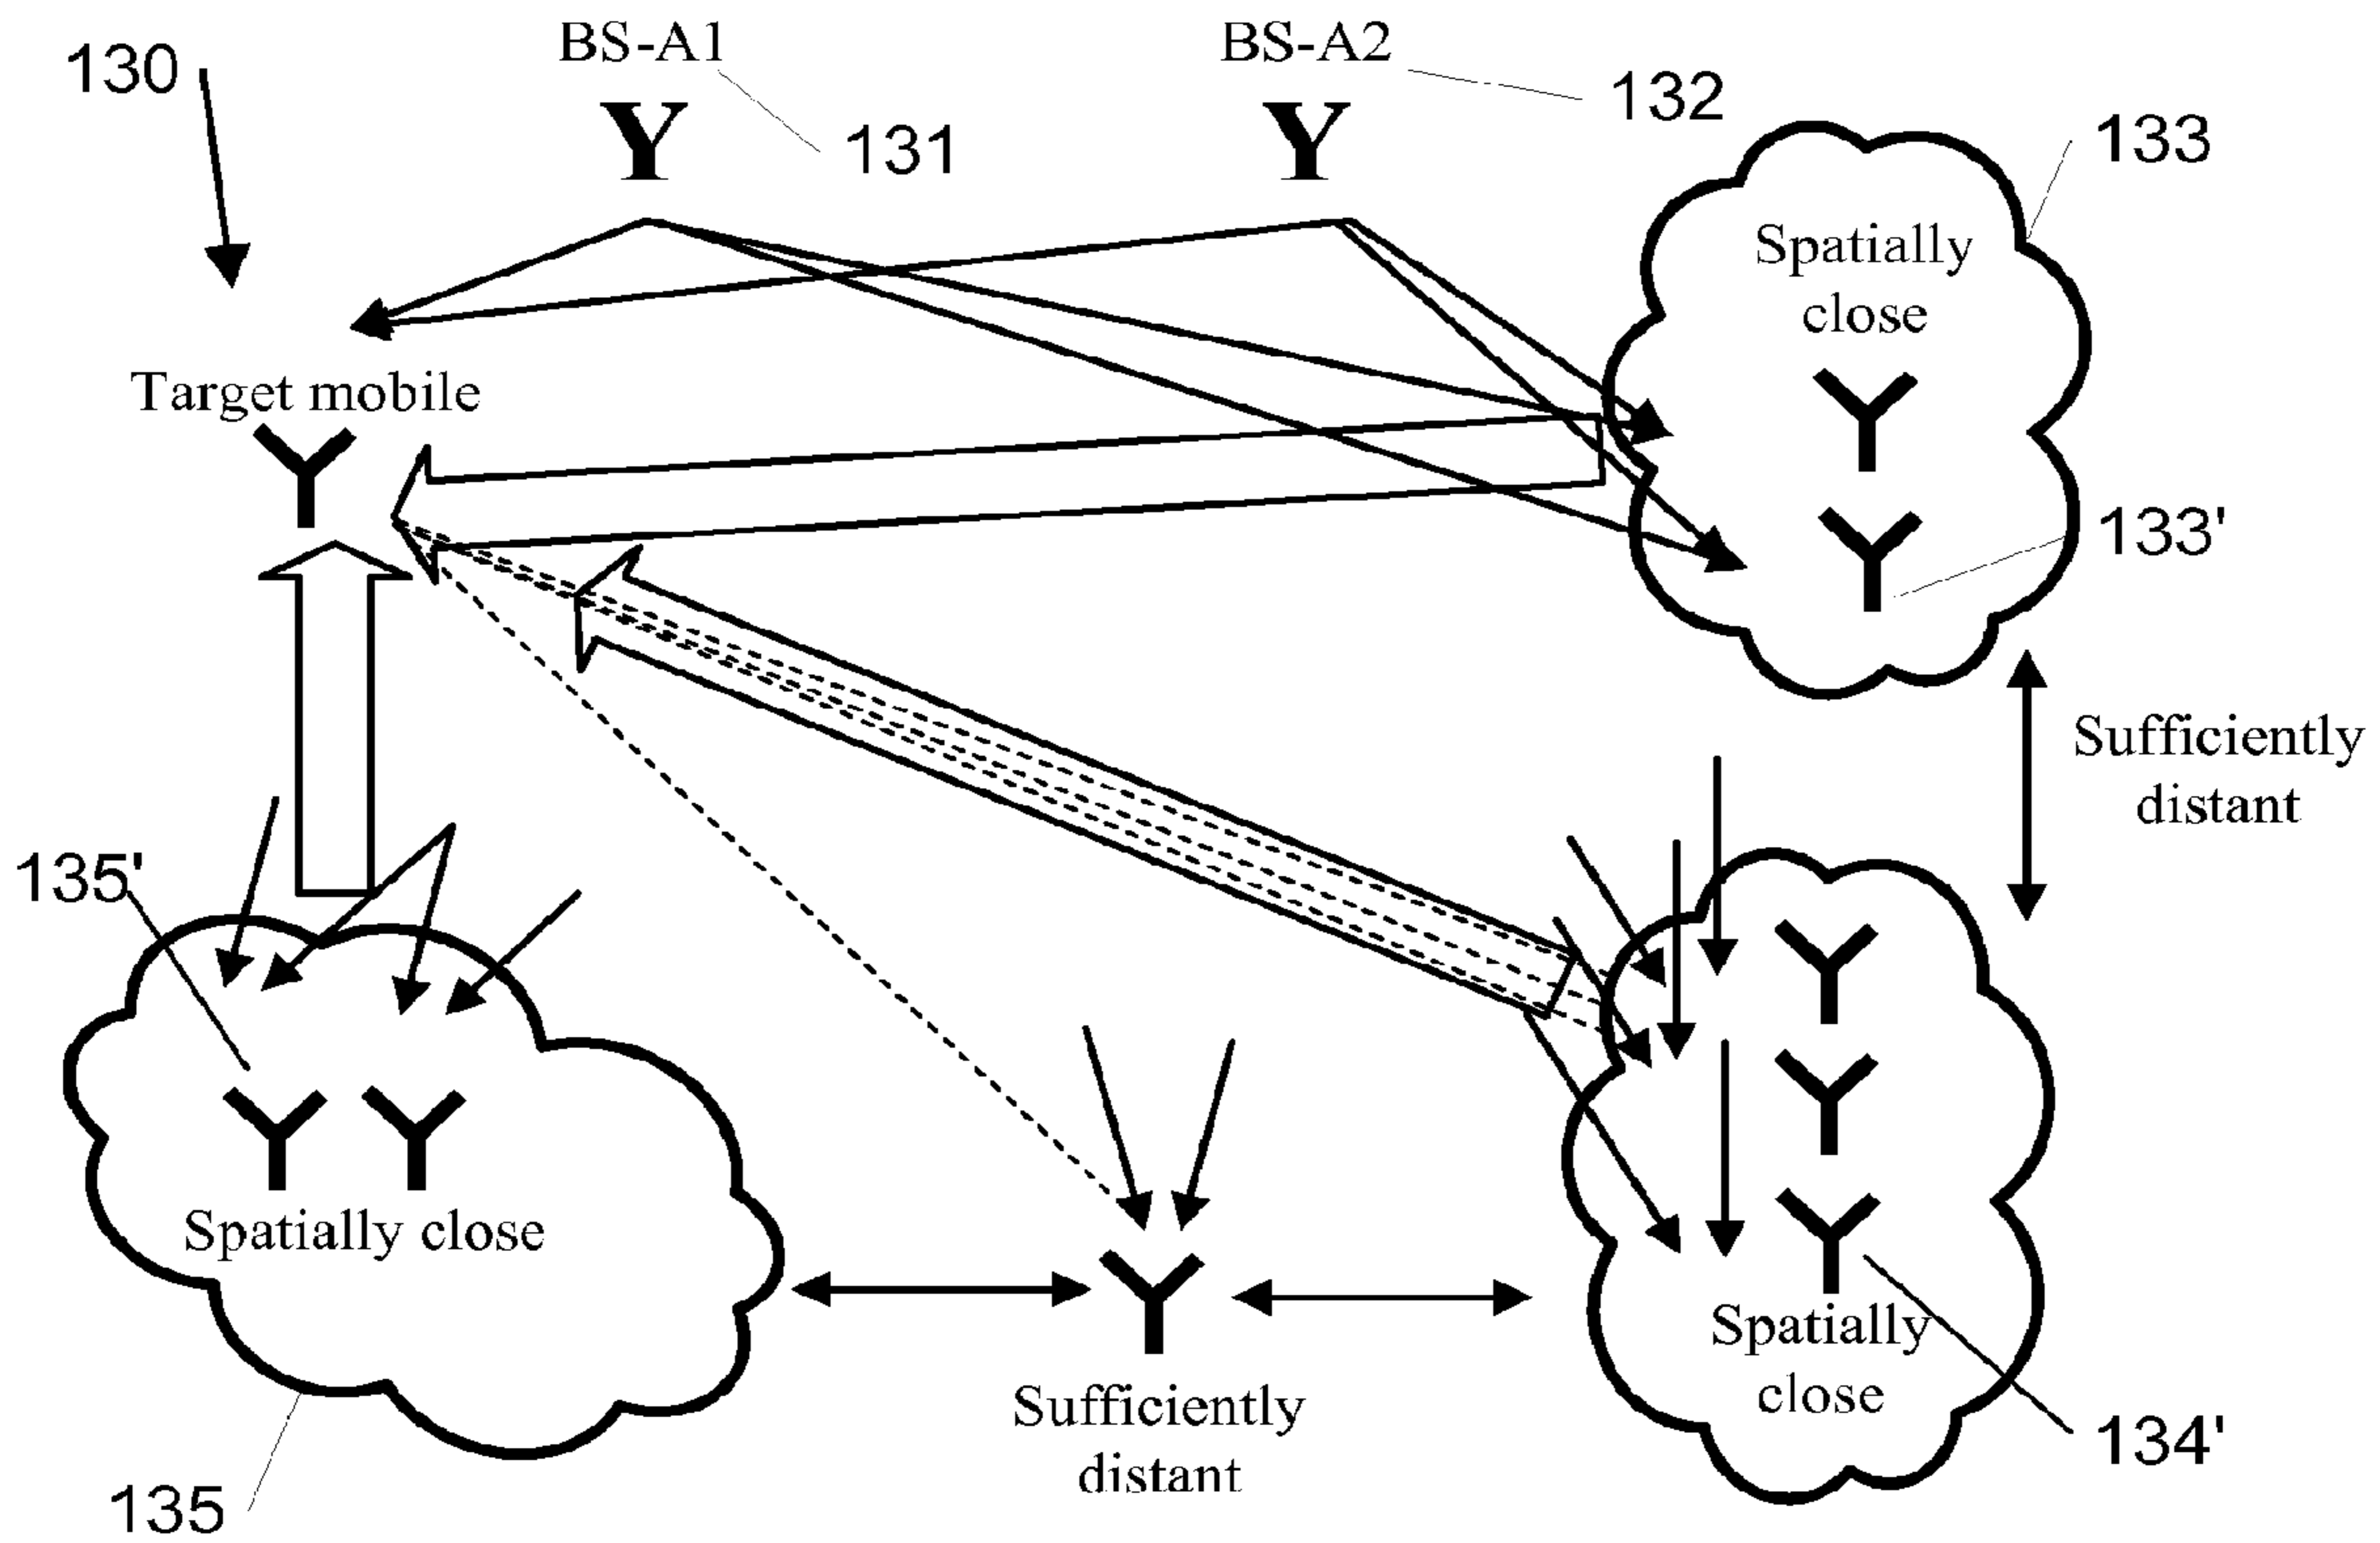 130
BS-A1
131
BS-A2
132
133
Spatially
close
Target mobile
133'
Sufficiently
distant
135'
Spatially close
Sufficiently
distant
Spatially
close
134'
135